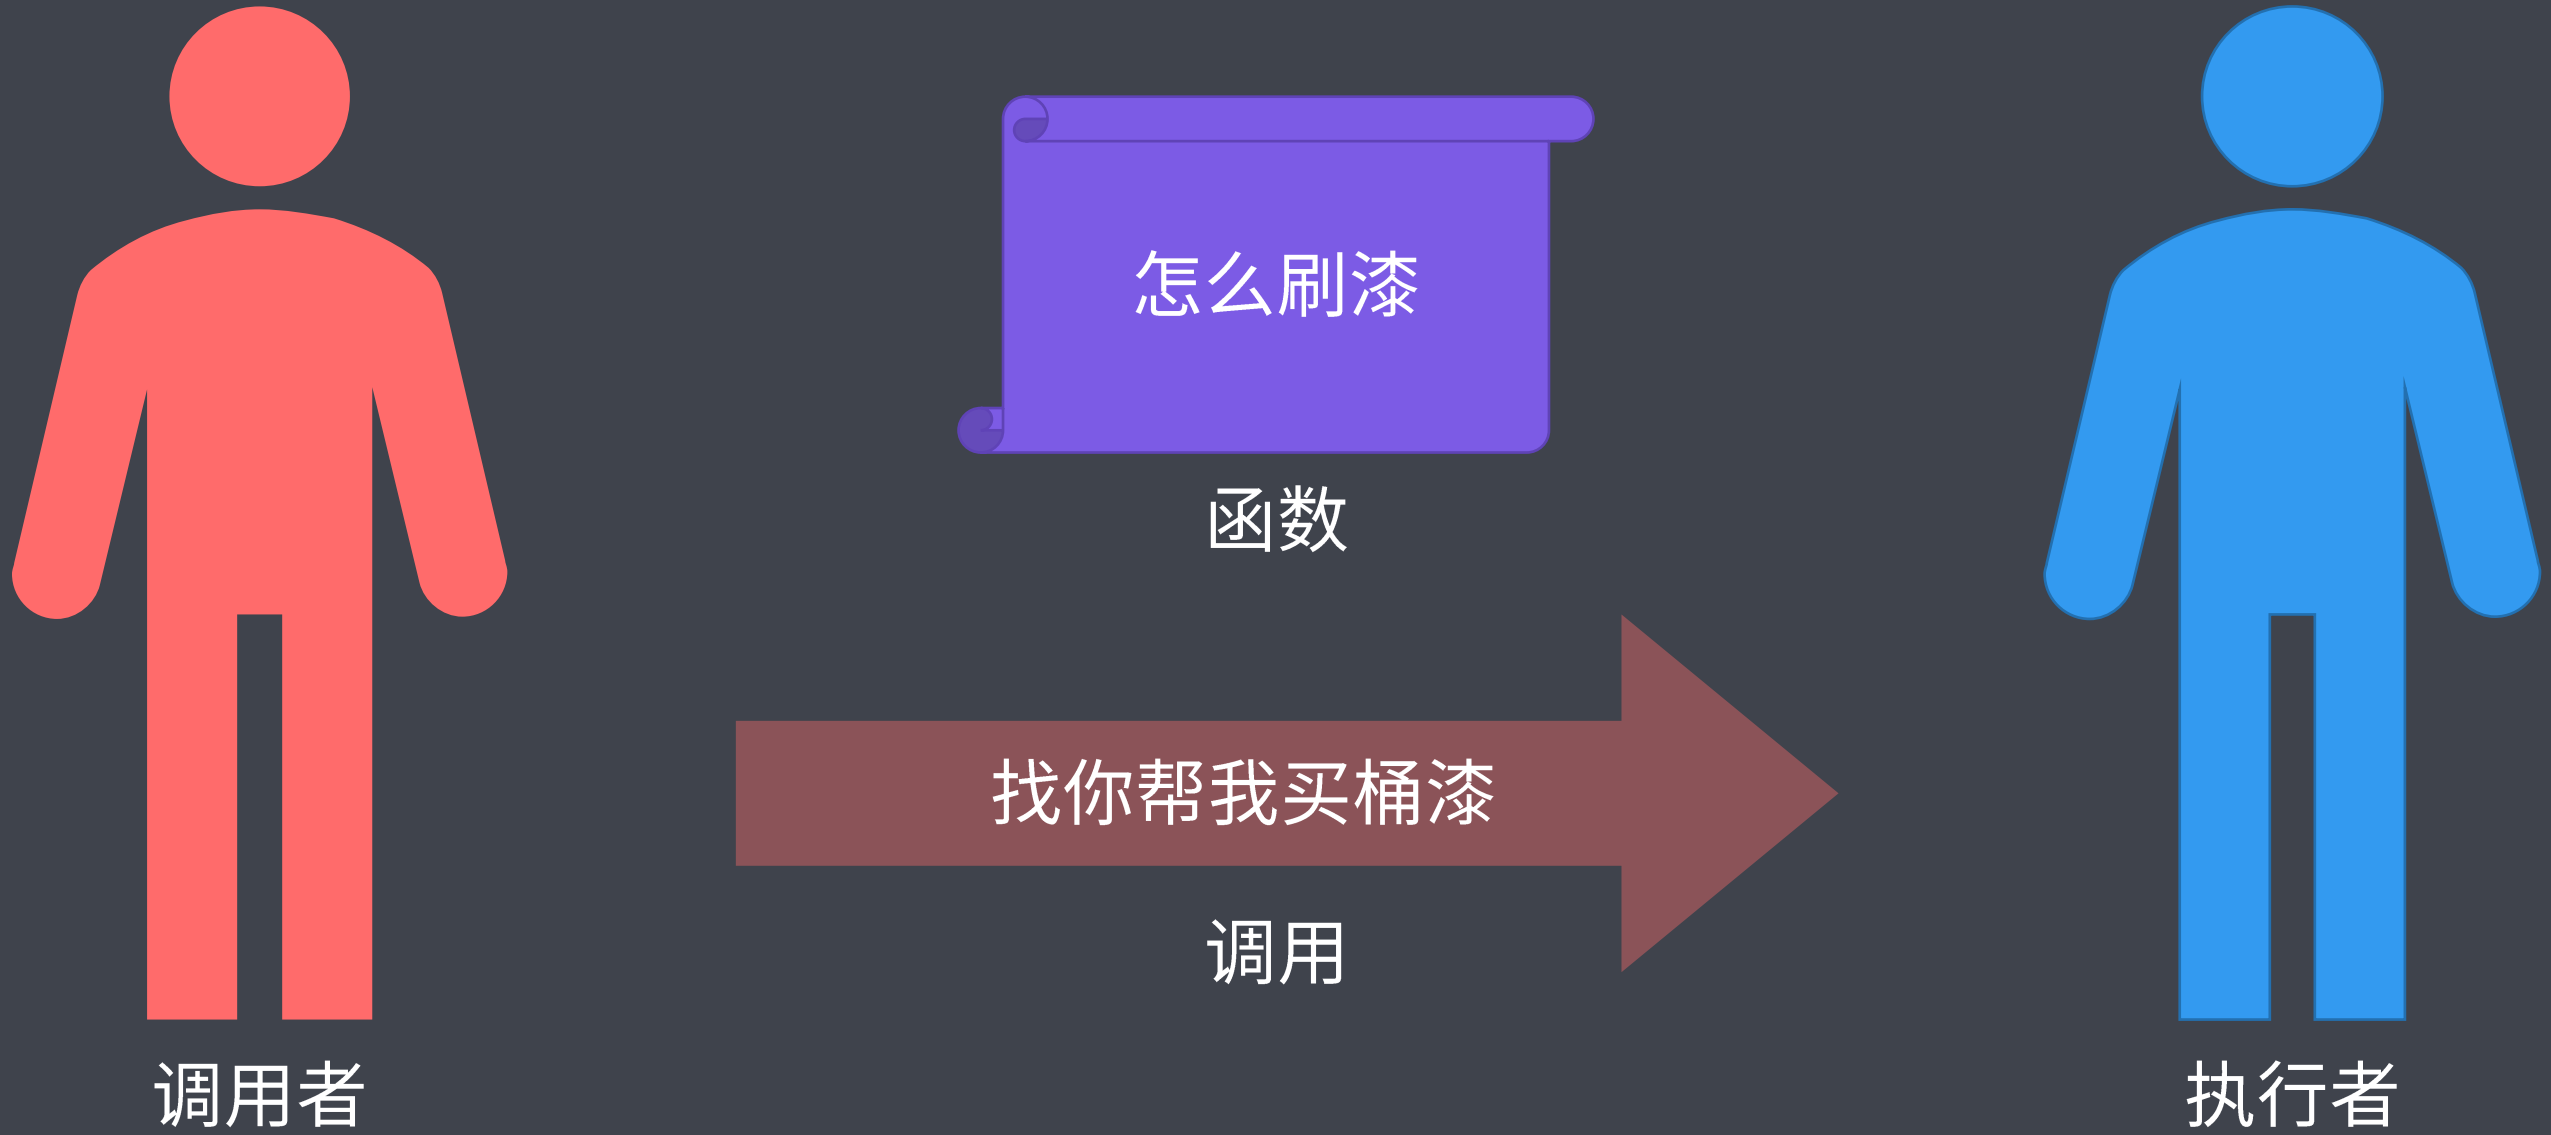 怎么刷漆
函数
找你帮我买桶漆
调用
调用者
执行者